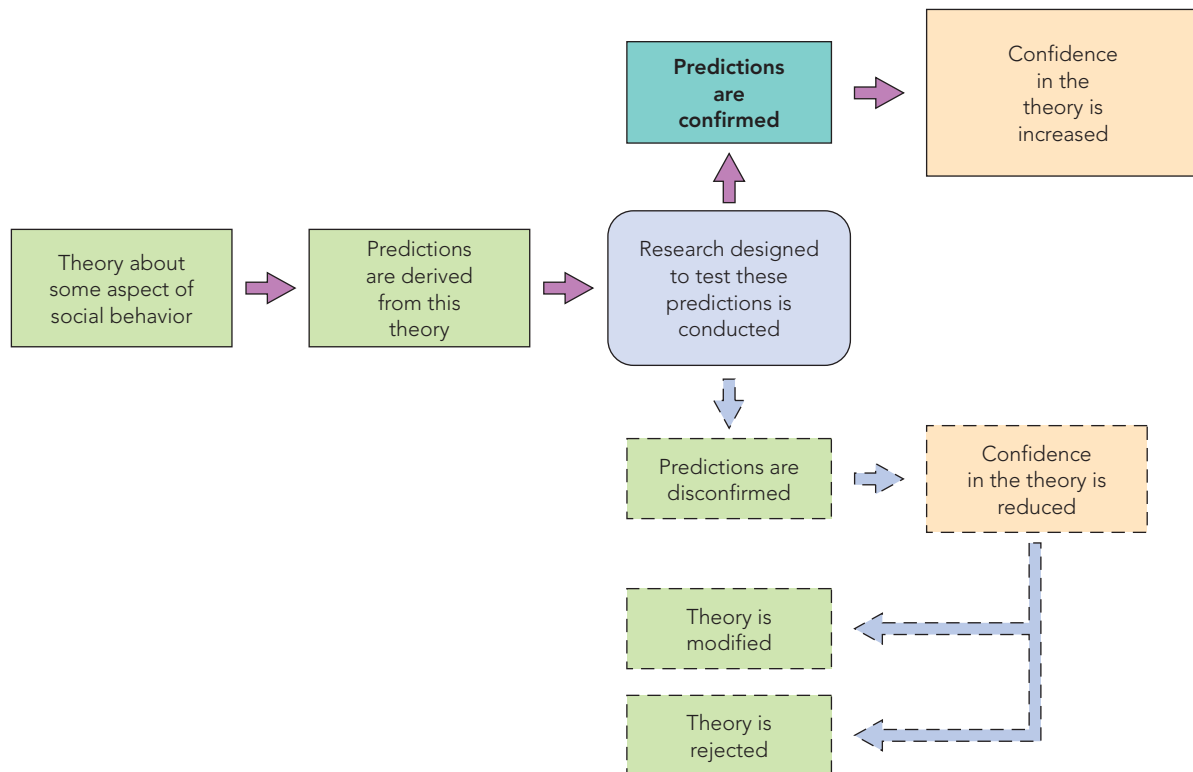 Theory about
some aspect of
social behavior
Predictions
are derived
from this
theory
Research designed
to test these
predictions is
conducted
Predictions
are
confirmed
Confidence
in the
theory is
increased
Predictions are
disconfirmed
Confidence
in the theory is
reduced
Theory is
modified
Theory is
rejected